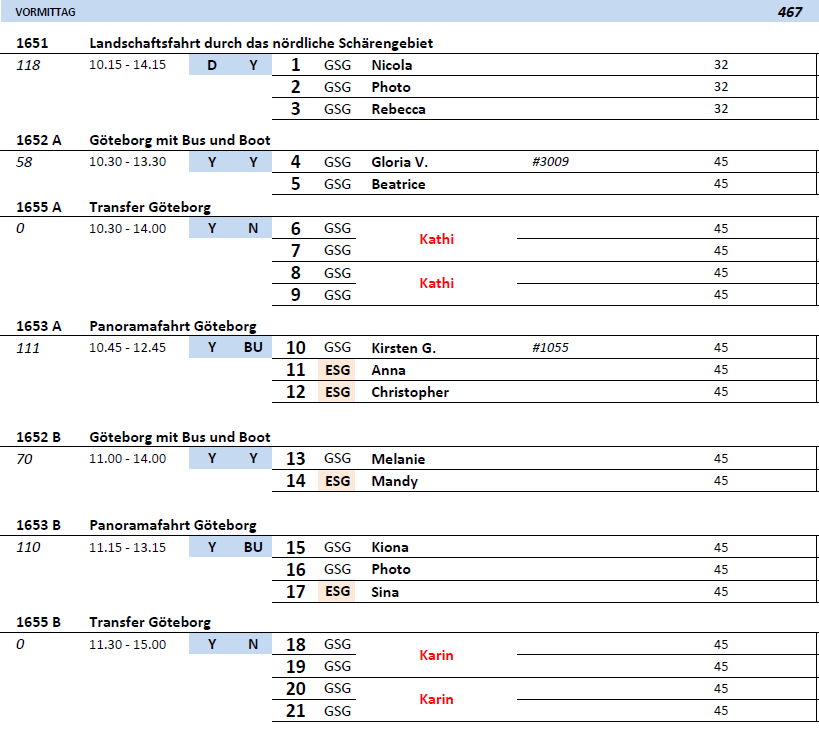 VORMITTAG 467
1651 Landschaftsfahrt durch das nördliche Schärengebiet
118 10.15 - 14.15 D Y 1 GSG Nicola 32
2 GSG Photo 32
3 GSG Rebecca 32
1652 A Göteborg mit Bus und Boot
58 10.30 - 13.30 Y Y 4 GSG Gloria V. #3009 45
5 GSG Beatrice 45
1655 A Transfer Göteborg
0 10.30 - 14.00 Y N 6 GSG 45
Kathi
7 GSG 45
8 GSG 45
Kathi
9 GSG 45
1653 A Panoramafahrt Göteborg
111 10.45 - 12.45 Y BU 10 GSG Kirsten G. #1055 45
11 ESG Anna 45
12 ESG Christopher 45
1652 B Göteborg mit Bus und Boot
70 11.00 - 14.00 Y Y 13 GSG Melanie 45
14 ESG Mandy 45
1653 B Panoramafahrt Göteborg
110 11.15 - 13.15 Y BU 15 GSG Kiona 45
16 GSG Photo 45
17 ESG Sina 45
1655 B Transfer Göteborg
0 11.30 - 15.00 Y N 18 GSG 45
Karin
19 GSG 45
20 GSG 45
Karin
21 GSG 45